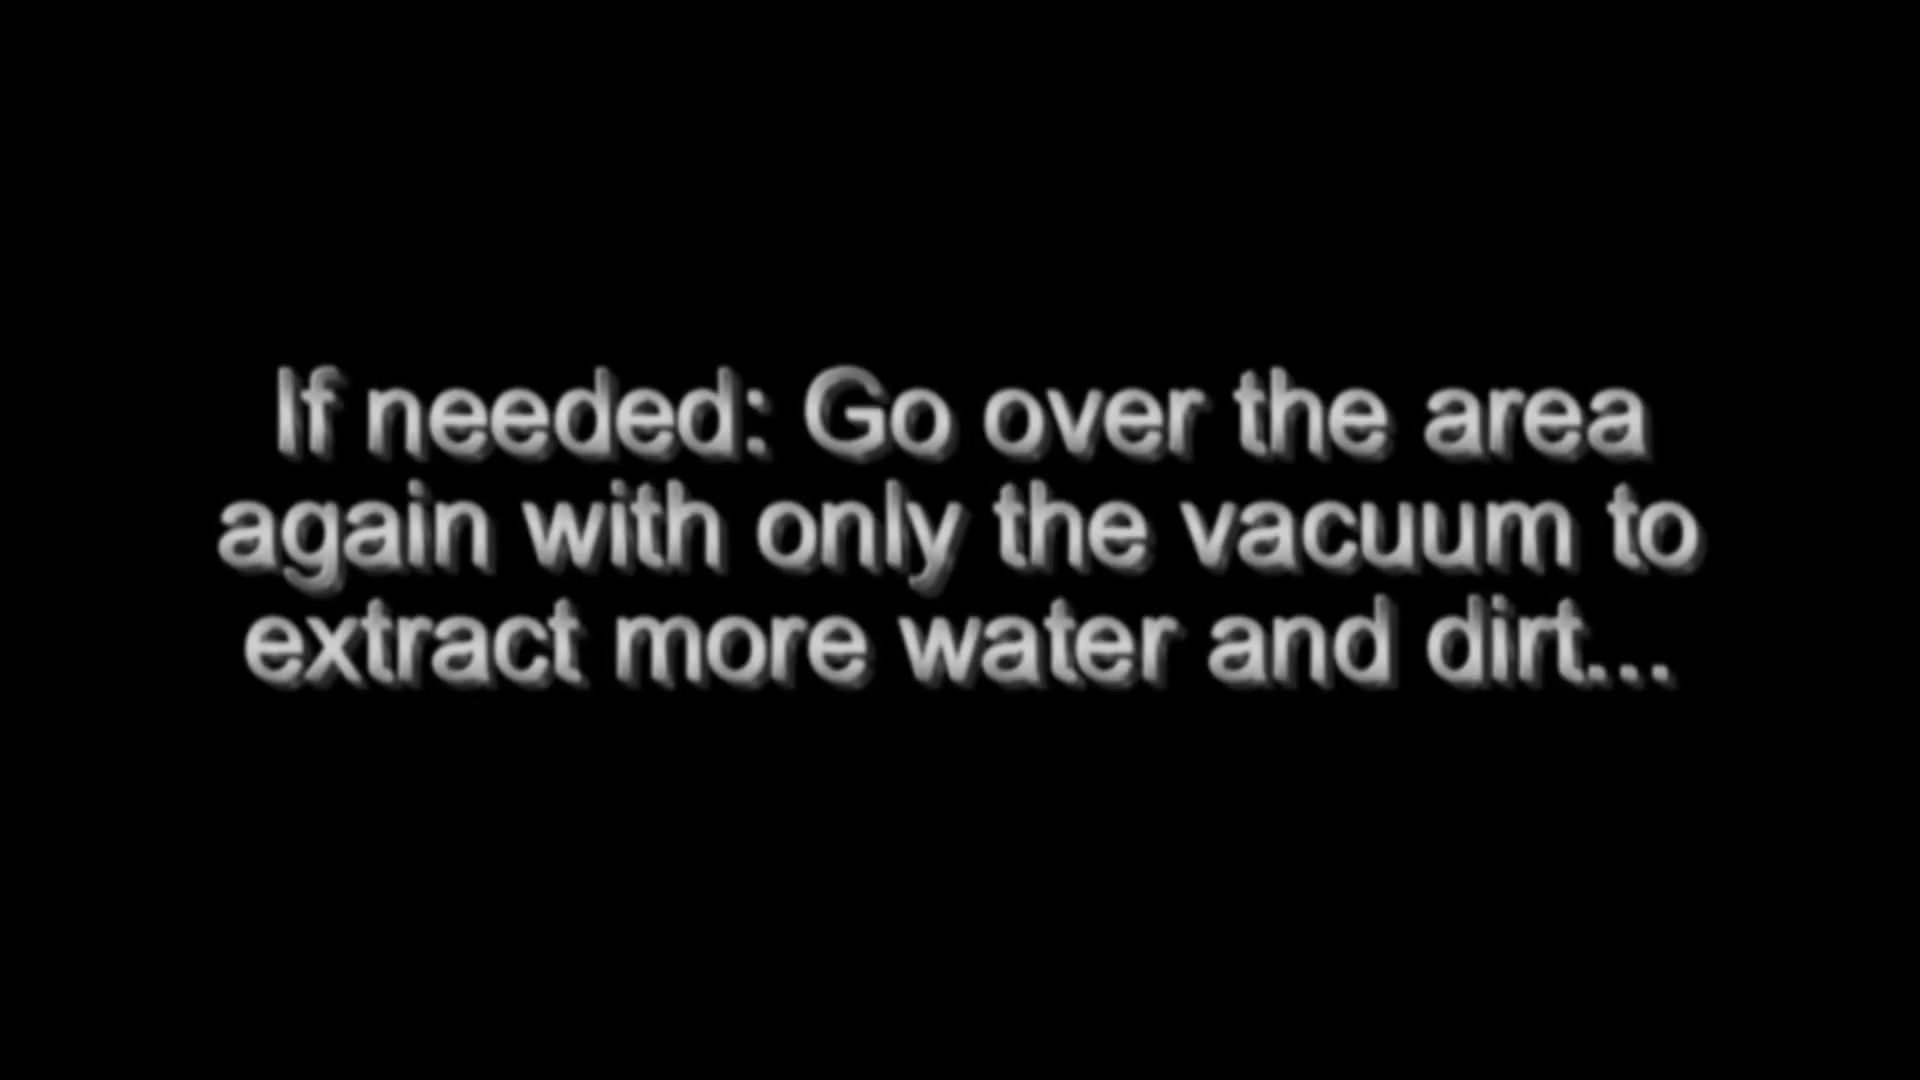 If needed: Go over the area
again with only the vacuum to
extract more water and dirt...